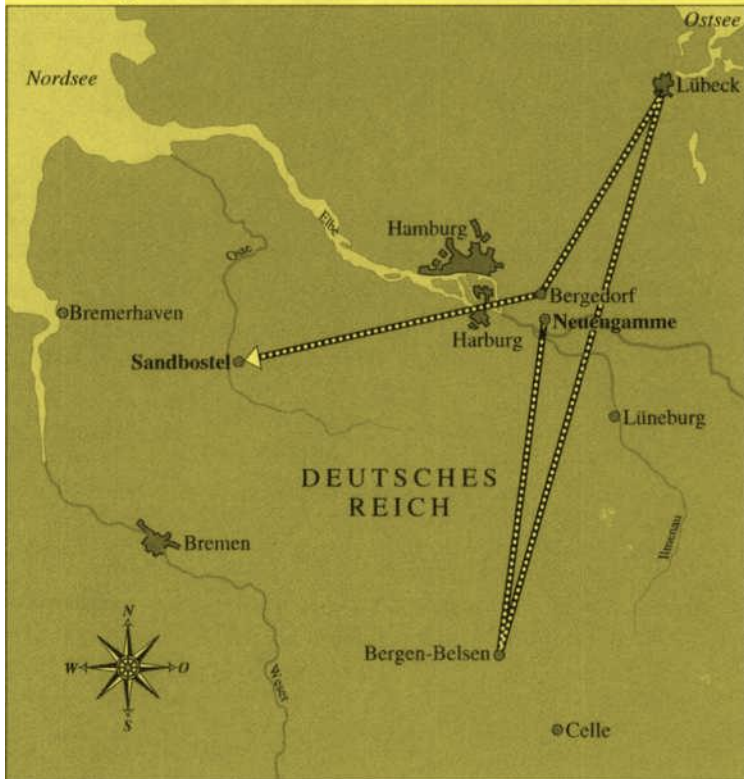 Ostsee
Nordsee
Lübeck
Elbe
Hamburg
Oste
Bergedorf
Neuengamme
Bremerhaven
Harburg
Sandbostel
Lüneburg
DEUTSCHES
REICH
Ilmenau
Bremen
N
W O
S
Bergen-Belsen
Weser
Celle